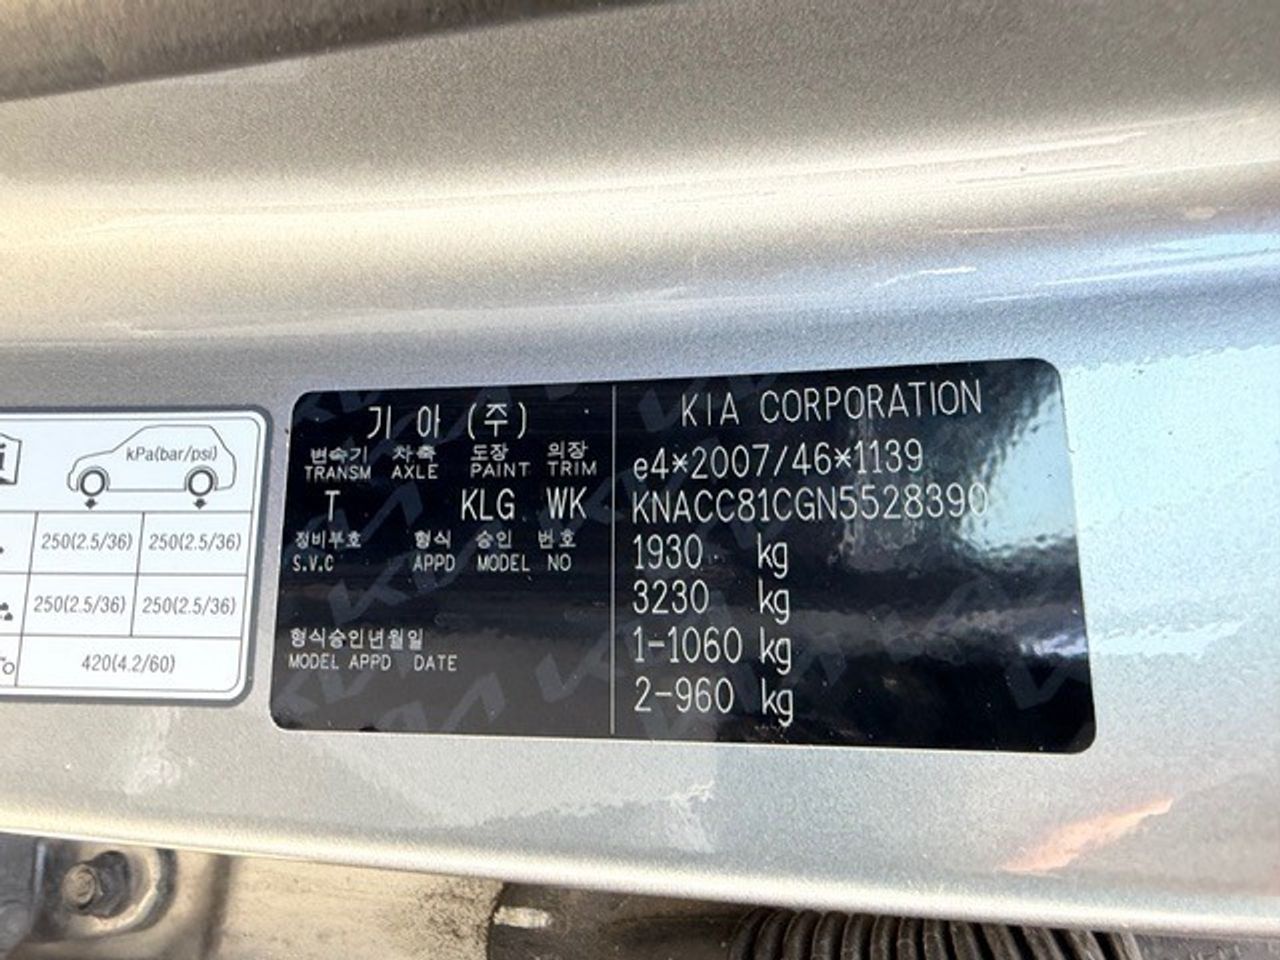 kPa(bar/psi)
250(2.5/36) 250(2.5/36)
250(2.5/36) 250(2.5/36)
420(4.2/60)
기아(주)
변속기 차축 도장 의장
TRANSM AXLE PAINT TRIM
T KLG WK
정비부호 형식 승인 번호
S.V.C APPD MODEL NO
형식승인년월일
MODEL APPD DATE
KIA CORPORATION
e4*2007/46*1139
KNACC81CGN5528390
1930 kg
3230 kg
1-1060 kg
2-960 kg